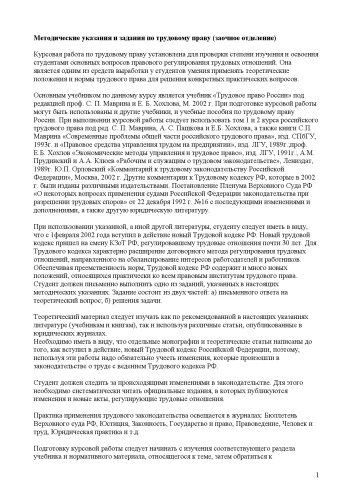 Методические указания и задания по трудовому праву (заочное отделение)
Курсовая работа по трудовому праву установлена для проверки степени изучения и освоения
студентами основных вопросов правового регулирования трудовых отношений. Она
является одним из средств выработки у студентов умения применять теоретические
положения и нормы трудового права для решения конкретных практических вопросов.
Основным учебником по данному курсу является учебник «Трудовое право России» под
редакцией проф. С. П. Маврина и Е. Б. Хохлова, М. 2002 г. При подготовке курсовой работы
могут быть использованы и другие учебники, и учебные пособия по трудовому праву
России. При выполнении курсовой работы следует использовать том 1 и 2 курса российского
трудового права под ред. С. П. Маврина, А. С. Пашкова и Е. Б. Хохлова, а также книги С.П.
Маврина «Современные проблемы общей части российского трудового права», изд. СПбГУ,
1993г. и «Правовое средства управления трудом на предприятии», изд. ЛГУ, 1989г ,проф.
Е.Б. Хохлов «Экономические методы управления и трудовое право», изд. ЛГУ, 1991г., А.М.
Прудинский и А.А. Клюев «Рабочим и служащим о трудовом законодательстве», Лениздат,
1989г. Ю.П. Орловский «Комментарий к трудовому законодательству Российской
Федерации», Москва, 2002 г. Другие комментарии к Трудовому кодексу РФ, которые в 2002
г. были изданы различными издательствами. Постановление Пленума Верховного Суда РФ
«О некоторых вопросах применения судами Российской Федерации законодательства при
разрешении трудовых споров» от 22 декабря 1992 г. №16 с последующими изменениями и
дополнениями, а также другую юридическую литературу.
При использовании указанной, а иной другой литературы, студенту следует иметь в виду,
что с 1 февраля 2002 года вступил в действие новый Трудовой кодекс РФ. Новый трудовой
кодекс пришел на смену КЗоТ РФ, регулировавшему трудовые отношения почти 30 лет. Для
Трудового кодекса характерно расширение договорного метода регулирования трудовых
отношений, направленного на сбалансирование интересов работодателей и работников.
Обеспечивая преемственность норм, Трудовой кодекс РФ содержит и много новых
положений, относящихся практически ко всем правовым институтам трудового права.
Студент должен письменно выполнить одно из заданий, указанных в настоящих
методических указаниях. Задание состоит из двух частей: а) письменного ответа на
теоретический вопрос; б) решения задачи.
Теоретический материал следует изучать как по рекомендованной в настоящих указаниях
литературе (учебникам и книгам), так и используя различные статьи, опубликованные в
юридических журналах.
Необходимо иметь в виду, что отдельные монографии и теоретические статьи написаны до
того, как вступил в действие, новый Трудовой кодекс Российской Федерации, поэтому,
используя эти работы надо обязательно учесть изменения, которые произошли в
законодательстве о труде с веденим Трудового кодекса РФ.
Студент должен следить за происходящими изменениями в законодательстве. Для этого
необходимо систематически читать официальные издания, в которых публикуются
изменения и новые акты, регулирующие трудовые отношения.
Практика применения трудового законодательства освещается в журналах: Бюллетень
Верховного суда РФ, Юстиция, Законность, Государство и право, Правоведение, Человек и
труд, Юридическая практика и т.д.
Подготовку курсовой работы следует начинать с изучения соответствующего раздела
учебника и нормативного материала, относящегося к теме, затем обратиться к
1